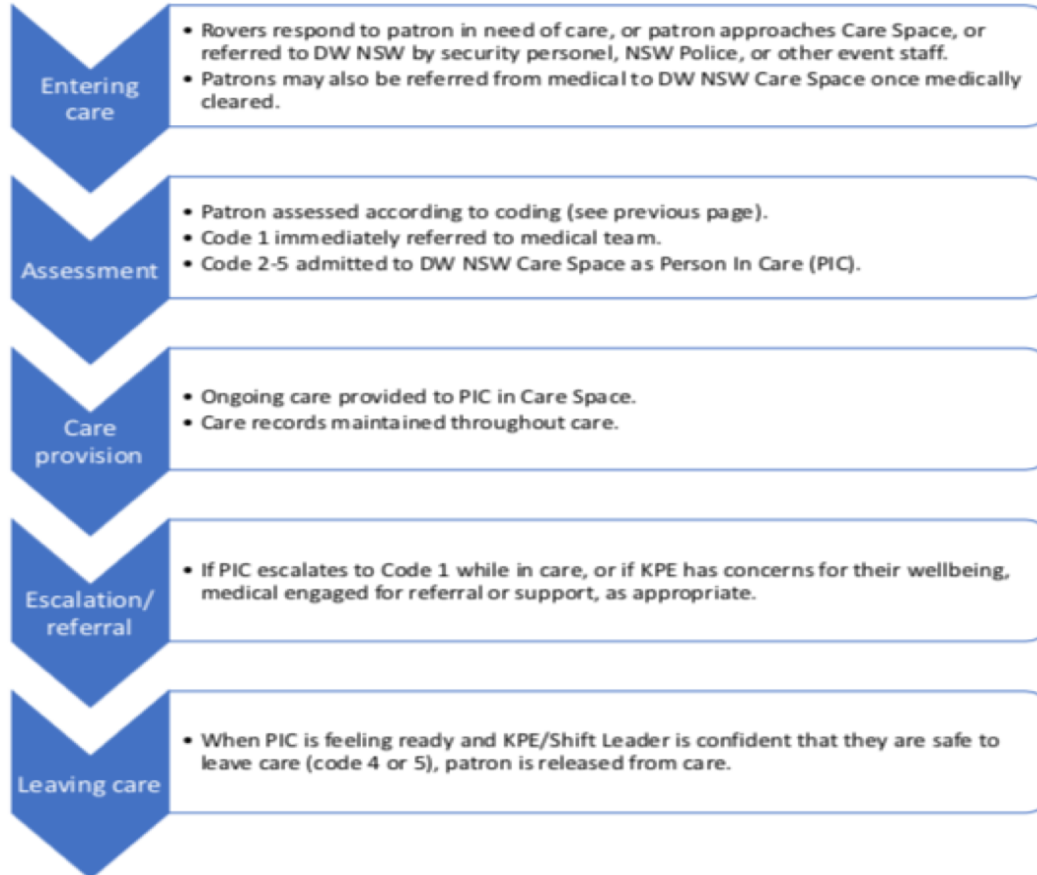 Entering
care
• Rovers respond to patron in need of care, or patron approaches Care Space, or
referred to DW NSW by security personel, NSW Police, or other event staff.
• Patrons may also be referred from medical to DW NSW Care Space once medically
cleared.
Assessment
• Patron assessed according to coding (see previous page).
• Code 1 immediately referred to medical team.
• Code 2-5 admitted to DW NSW Care Space as Person In Care (PIC).
Care
provision
• Ongoing care provided to PIC in Care Space.
• Care records maintained throughout care.
Escalation/
referral
• If PIC escalates to Code 1 while in care, or if KPE has concerns for their wellbeing,
medical engaged for referral or support, as appropriate.
Leaving care
• When PIC is feeling ready and KPE/Shift Leader is confident that they are safe to
leave care (code 4 or 5), patron is released from care.